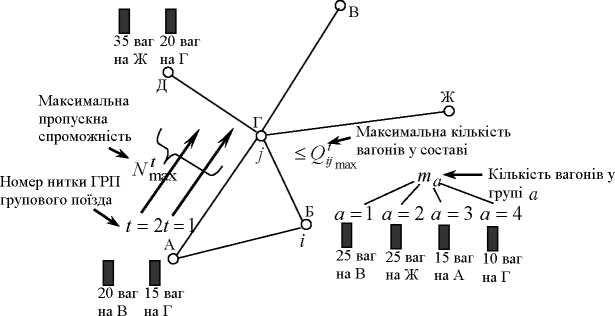 В
35 ваг 20 ваг
на Ж на Г
Д
Г
Ж
Максимальна
пропускна
спроможність
N^t_max
j
≤ Q^t_ij max
Максимальна кількість
вагонів у составі
Номер нитки ГРП
групового поїзда
t = 2 t = 1
m_a
Кількість вагонів у
групі a
А
Б
i
a = 1 a = 2 a = 3 a = 4
25 ваг 25 ваг 15 ваг 10 ваг
на В на Ж на А на Г
20 ваг 15 ваг
на В на Г